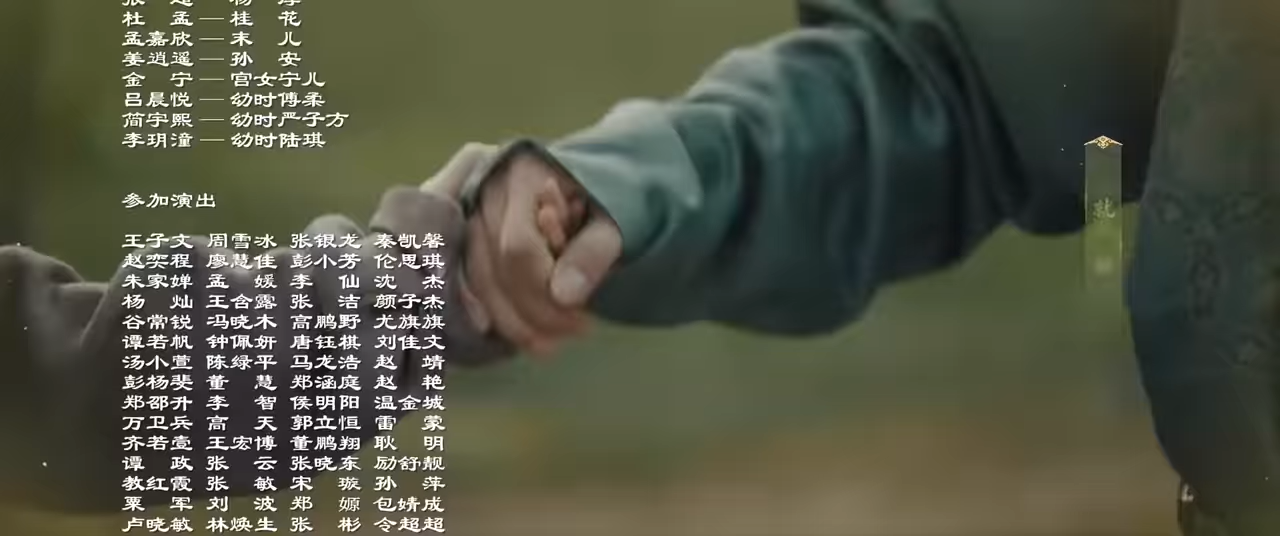 杜 孟 — 桂 花
孟嘉欣 — 末 儿
姜逍遥 — 孙 安
金 宁 — 宫女宁儿
吕晨悦 — 幼时傅柔
简宇熙 — 幼时严子方
李玥潼 — 幼时陆琪
参加演出
王子文 周雪冰 张银龙 秦凯馨
赵奕程 廖慧佳 彭小芳 伦思琪
朱家婵 孟 媛 李 仙 沈 杰
杨 灿 王含露 张 洁 颜子杰
谷常锐 冯晓木 高鹏野 尤旗旗
谭若帆 钟佩妍 唐钰棋 刘佳文
汤小萱 陈绿平 马龙浩 赵 靖
彭杨斐 董 慧 郑涵庭 赵 艳
郑邵升 李 智 侯明阳 温金城
万卫兵 高 天 郭立恒 雷 蒙
齐若壹 王宏博 董鹏翔 耿 明
谭 政 张 云 张晓东 励舒靓
教红霞 张 敏 宋 璇 孙 萍
栗 军 刘 波 郑 嫄 包婧成
卢晓敏 林焕生 张 彬 令超超
就